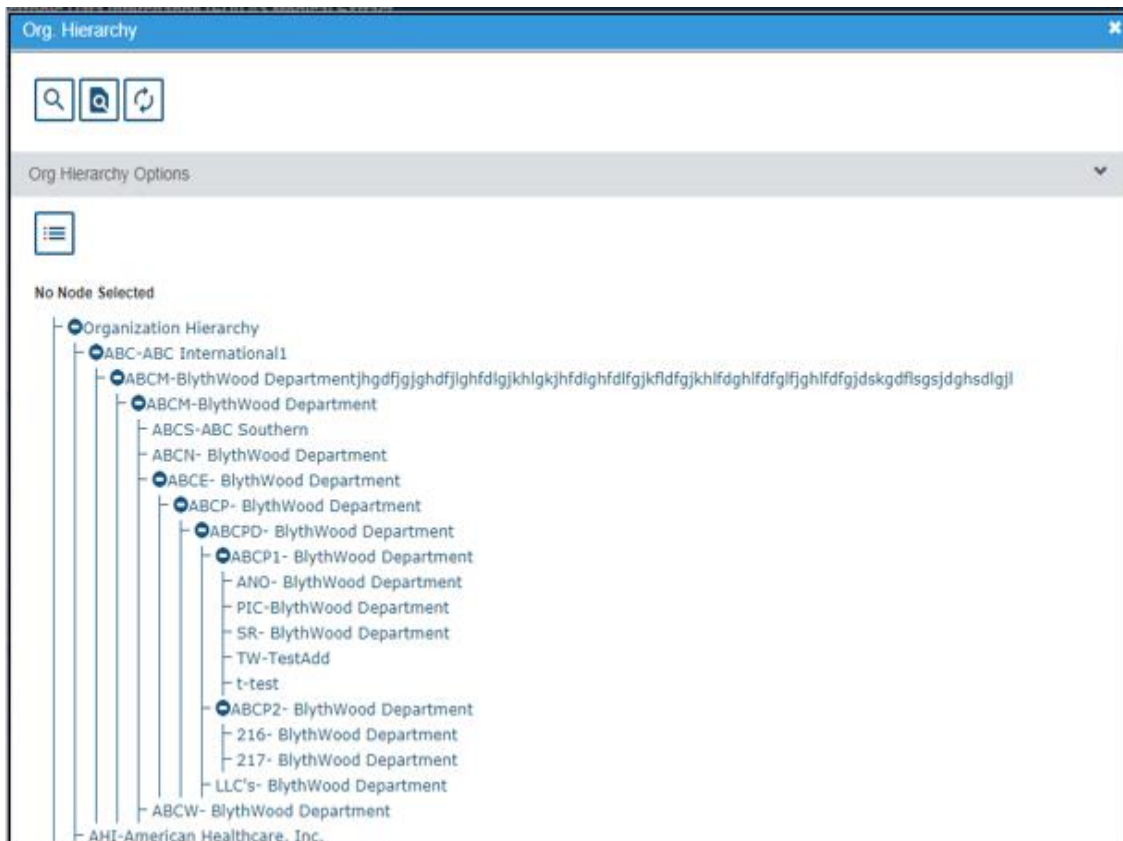 Org. Hierarchy
Org Hierarchy Options
No Node Selected
Organization Hierarchy
ABC-ABC International1
ABCM-BlythWood Departmentjhgdfjgjghdfjlghfdlgjkhlgkjhfdlghfdlfgjkfldfgjkhlfdghlfdfglfjghlfdfgjdskgdflsgsjdghsdlgjl
ABCM-BlythWood Department
ABCS-ABC Southern
ABCN- BlythWood Department
ABCE- BlythWood Department
ABCP- BlythWood Department
ABCPD- BlythWood Department
ABCP1- BlythWood Department
ANO- BlythWood Department
PIC-BlythWood Department
SR- BlythWood Department
TW-TestAdd
t-test
ABCP2- BlythWood Department
216- BlythWood Department
217- BlythWood Department
LLC's- BlythWood Department
ABCW- BlythWood Department
AHI-American Healthcare, Inc.